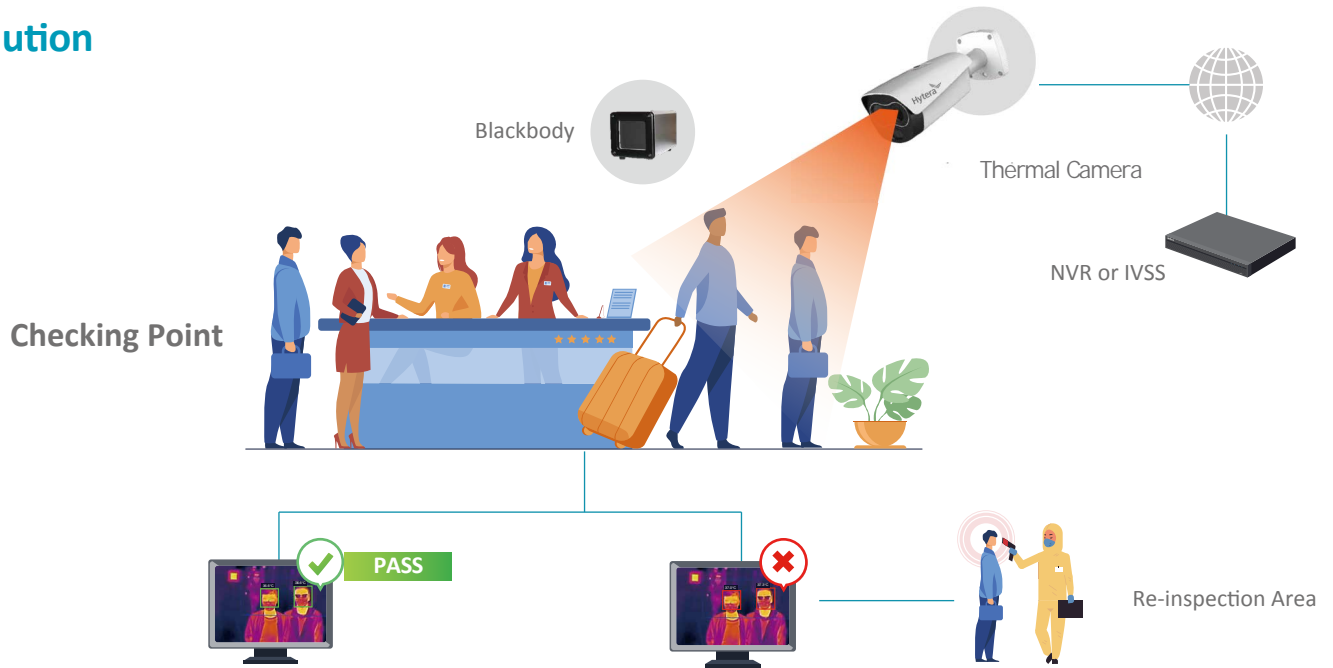 ution
Hytera
Blackbody
Thermal Camera
NVR or IVSS
Checking Point
PASS
Re-inspection Area